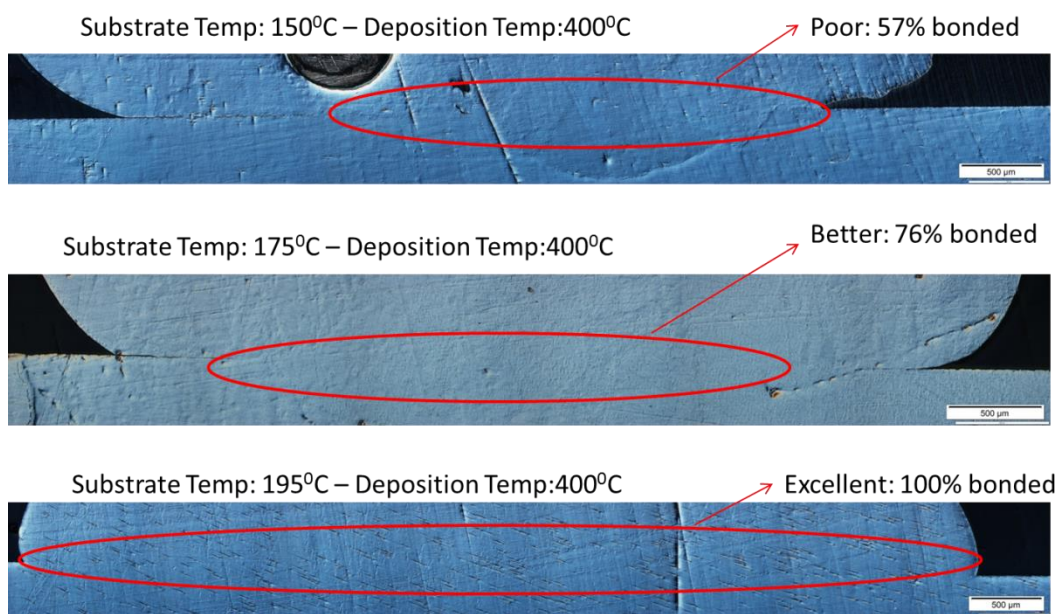 Substrate Temp: 150⁰C – Deposition Temp:400⁰C
Poor: 57% bonded
500 µm
Substrate Temp: 175⁰C – Deposition Temp:400⁰C
Better: 76% bonded
500 µm
Substrate Temp: 195⁰C – Deposition Temp:400⁰C
Excellent: 100% bonded
500 µm